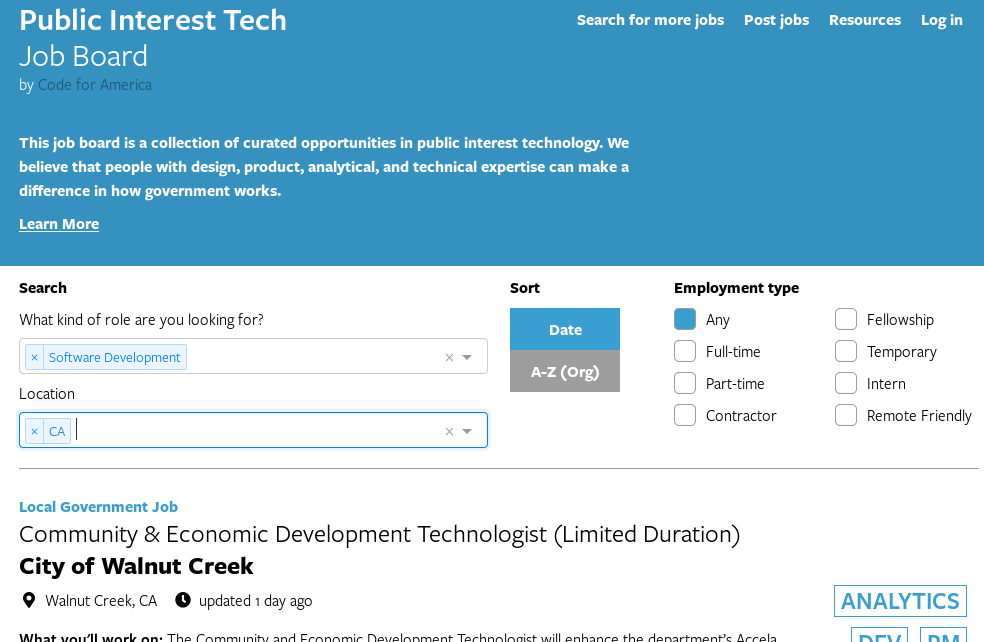 Public Interest Tech
Job Board
by Code for America
Search for more jobs Post jobs Resources Log in
This job board is a collection of curated opportunities in public interest technology. We
believe that people with design, product, analytical, and technical expertise can make a
difference in how government works.
Learn More
Search
What kind of role are you looking for?
× Software Development ×
Location
× CA ×
Sort
Date
A-Z (Org)
Employment type
Any
Full-time
Part-time
Contractor
Fellowship
Temporary
Intern
Remote Friendly
Local Government Job
Community & Economic Development Technologist (Limited Duration)
City of Walnut Creek
Walnut Creek, CA updated 1 day ago
ANALYTICS
DEV PM
What you'll work on: The Community and Economic Development Technologist will enhance the department's Accela